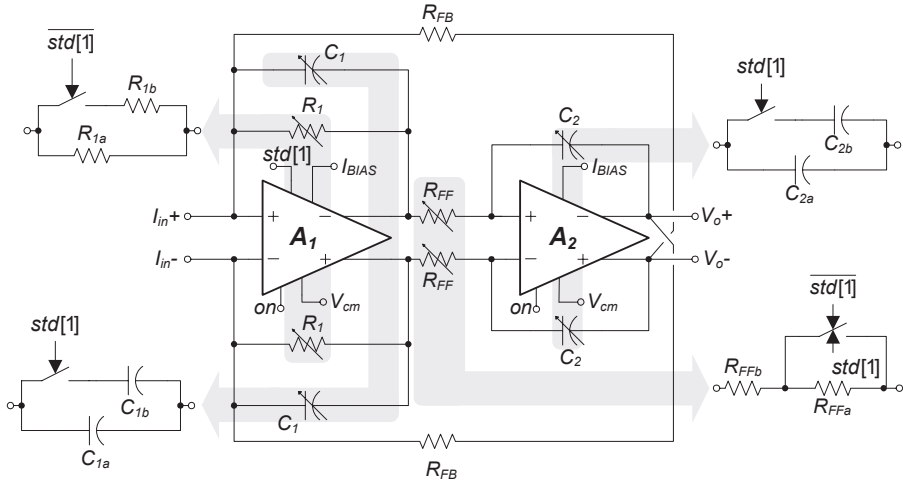 R_FB
std[1]
C_1
R_1b
R_1a
R_1
std[1]
I_BIAS
C_2
I_BIAS
std[1]
C_2b
C_2a
R_FF
I_in+
+
−
A_1
+
−
A_2
V_o+
I_in-
−
+
R_FF
−
+
V_o-
on
V_cm
on
V_cm
std[1]
std[1]
R_1
C_2
R_FFb
std[1]
R_FFa
C_1b
C_1a
C_1
R_FB